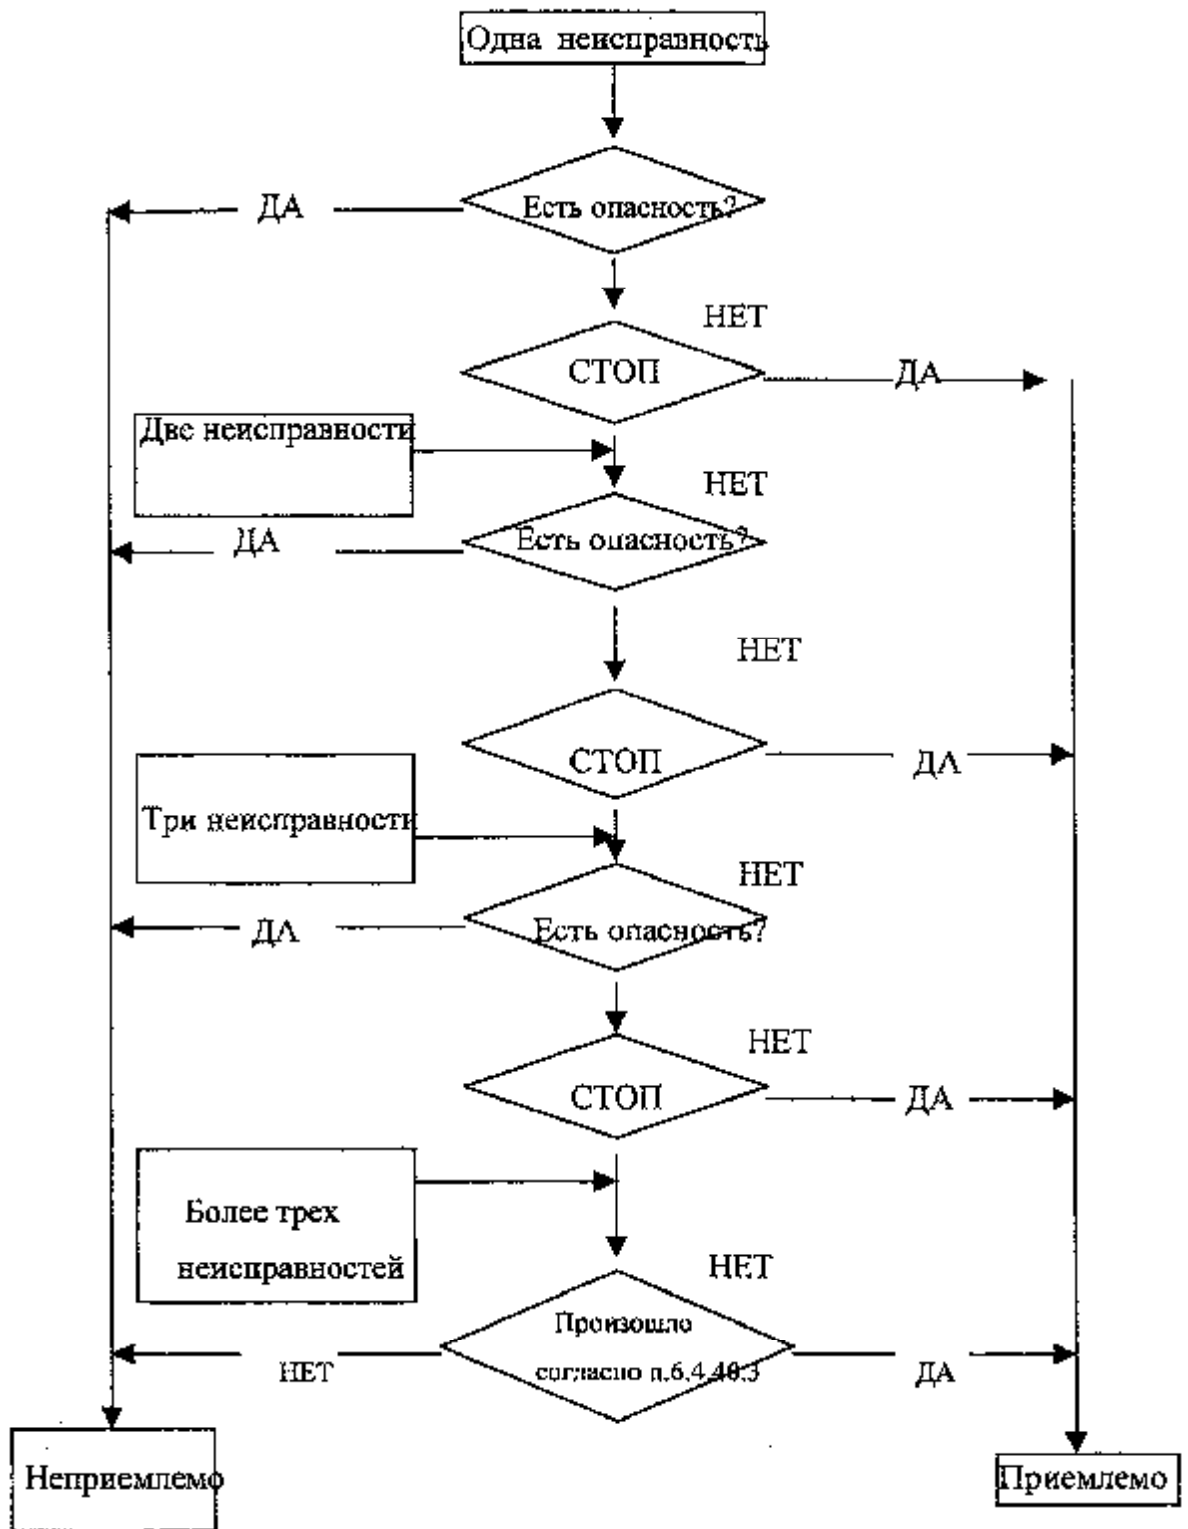 Одна неисправность
Есть опасность?
ДА
НЕТ
СТОП
ДА
Две неисправности
НЕТ
Есть опасность?
ДА
НЕТ
СТОП
ДА
Три неисправности
НЕТ
Есть опасность?
ДА
НЕТ
СТОП
ДА
Более трех
неисправностей
НЕТ
Произошло
согласно п.6.4.40.3
НЕТ
ДА
Неприемлемо
Приемлемо